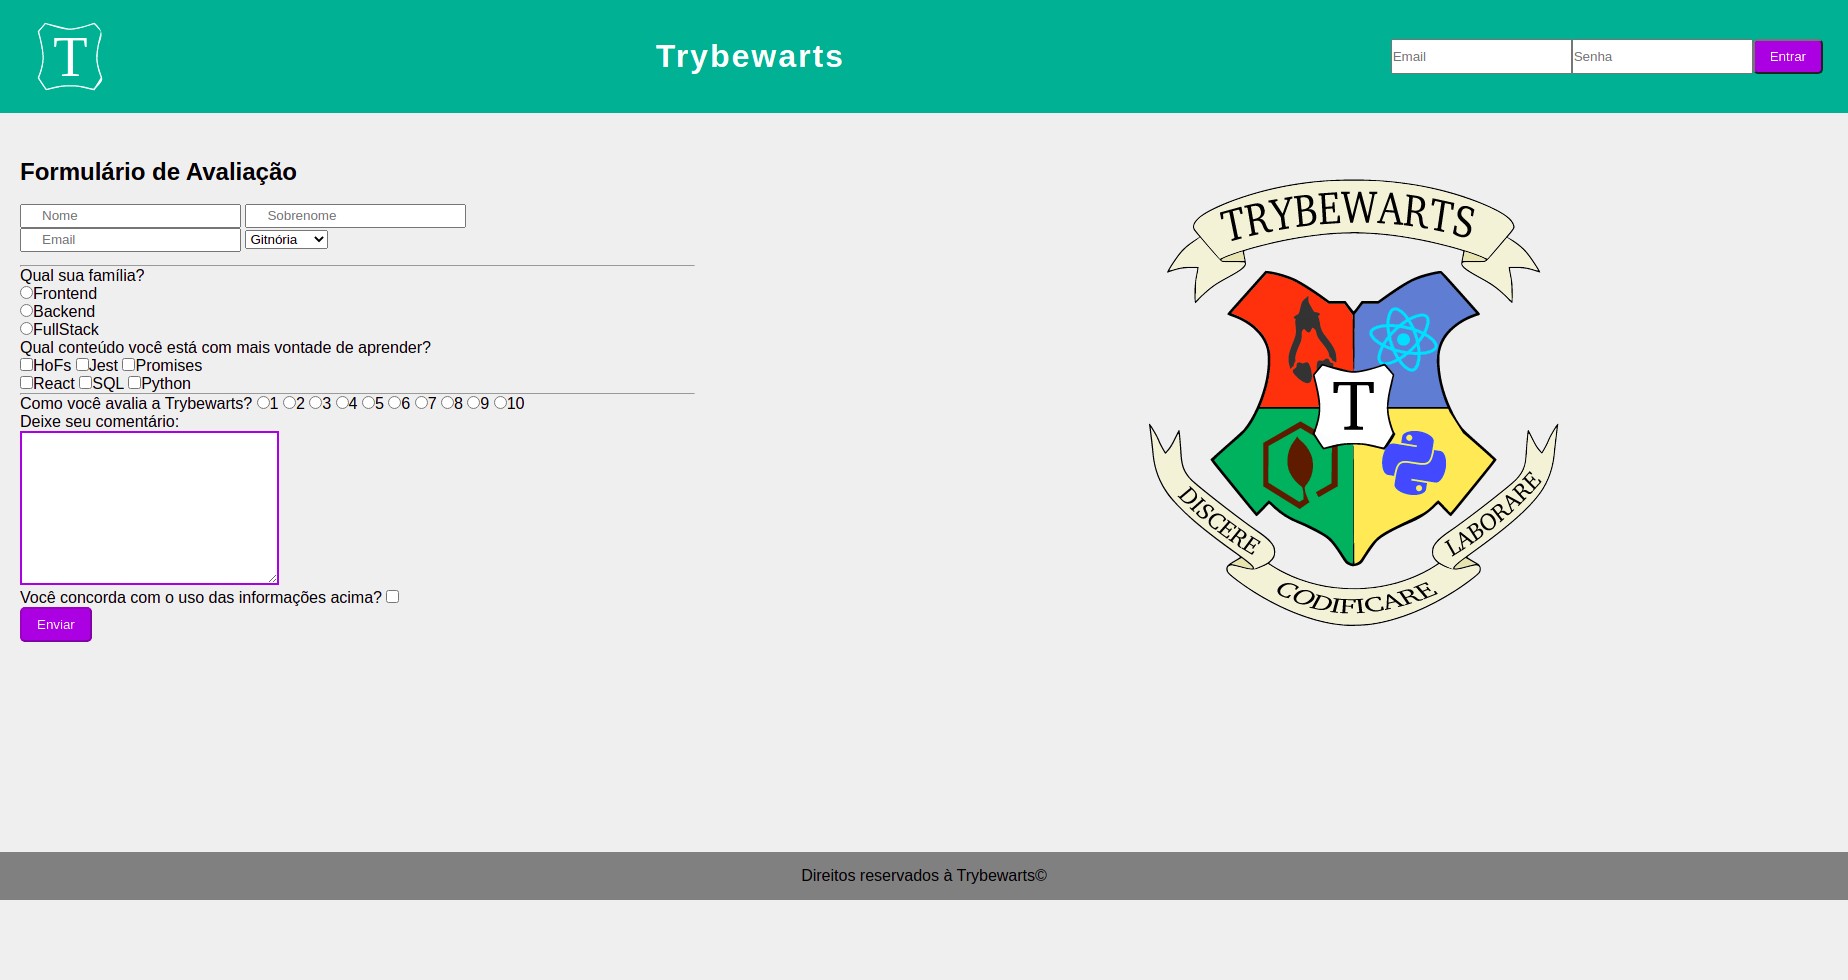 T
Trybewarts
Email
Senha
Entrar
Formulário de Avaliação
Nome
Sobrenome
Email
Gitnória
Qual sua família?
Frontend
Backend
FullStack
Qual conteúdo você está com mais vontade de aprender?
HoFs Jest Promises
React SQL Python
Como você avalia a Trybewarts? 1 2 3 4 5 6 7 8 9 10
Deixe seu comentário:
Você concorda com o uso das informações acima?
Enviar
TRYBEWARTS
T
DISCERE
LABORARE
CODIFICARE
Direitos reservados à Trybewarts©